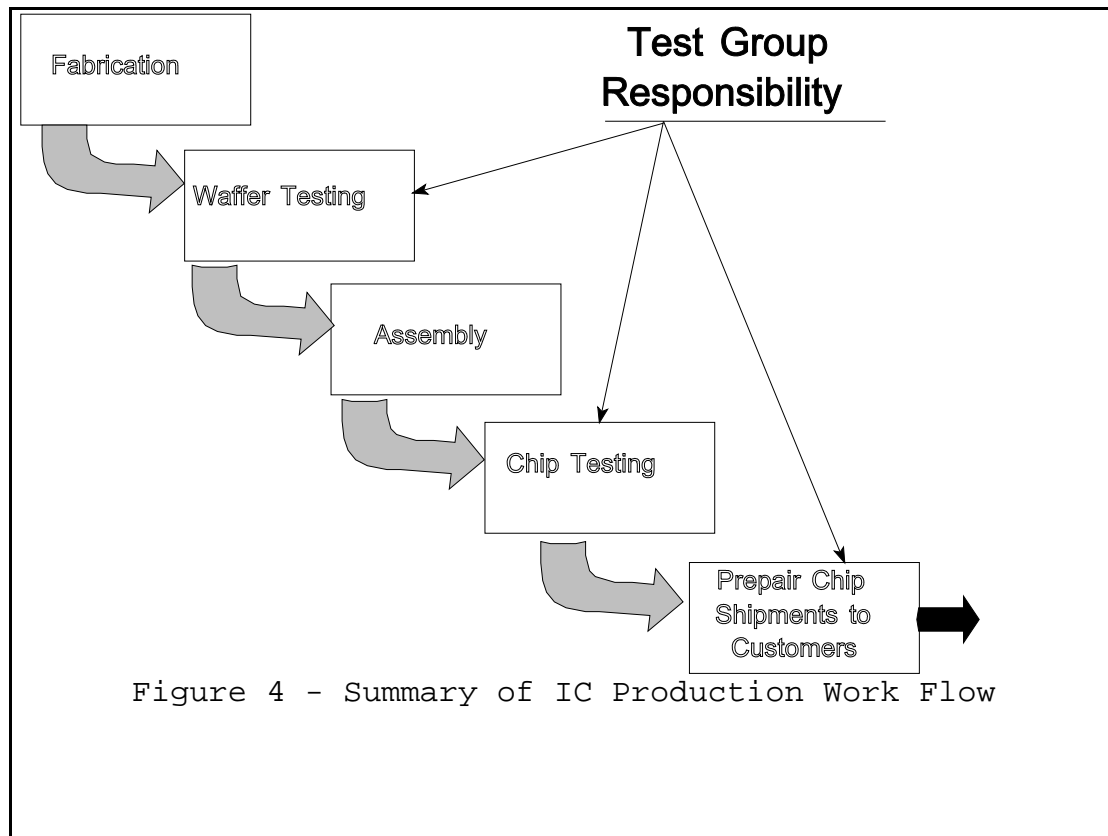 Test Group
Responsibility
Fabrication
Waffer Testing
Assembly
Chip Testing
Prepair Chip
Shipments to
Customers
Figure 4 - Summary of IC Production Work Flow